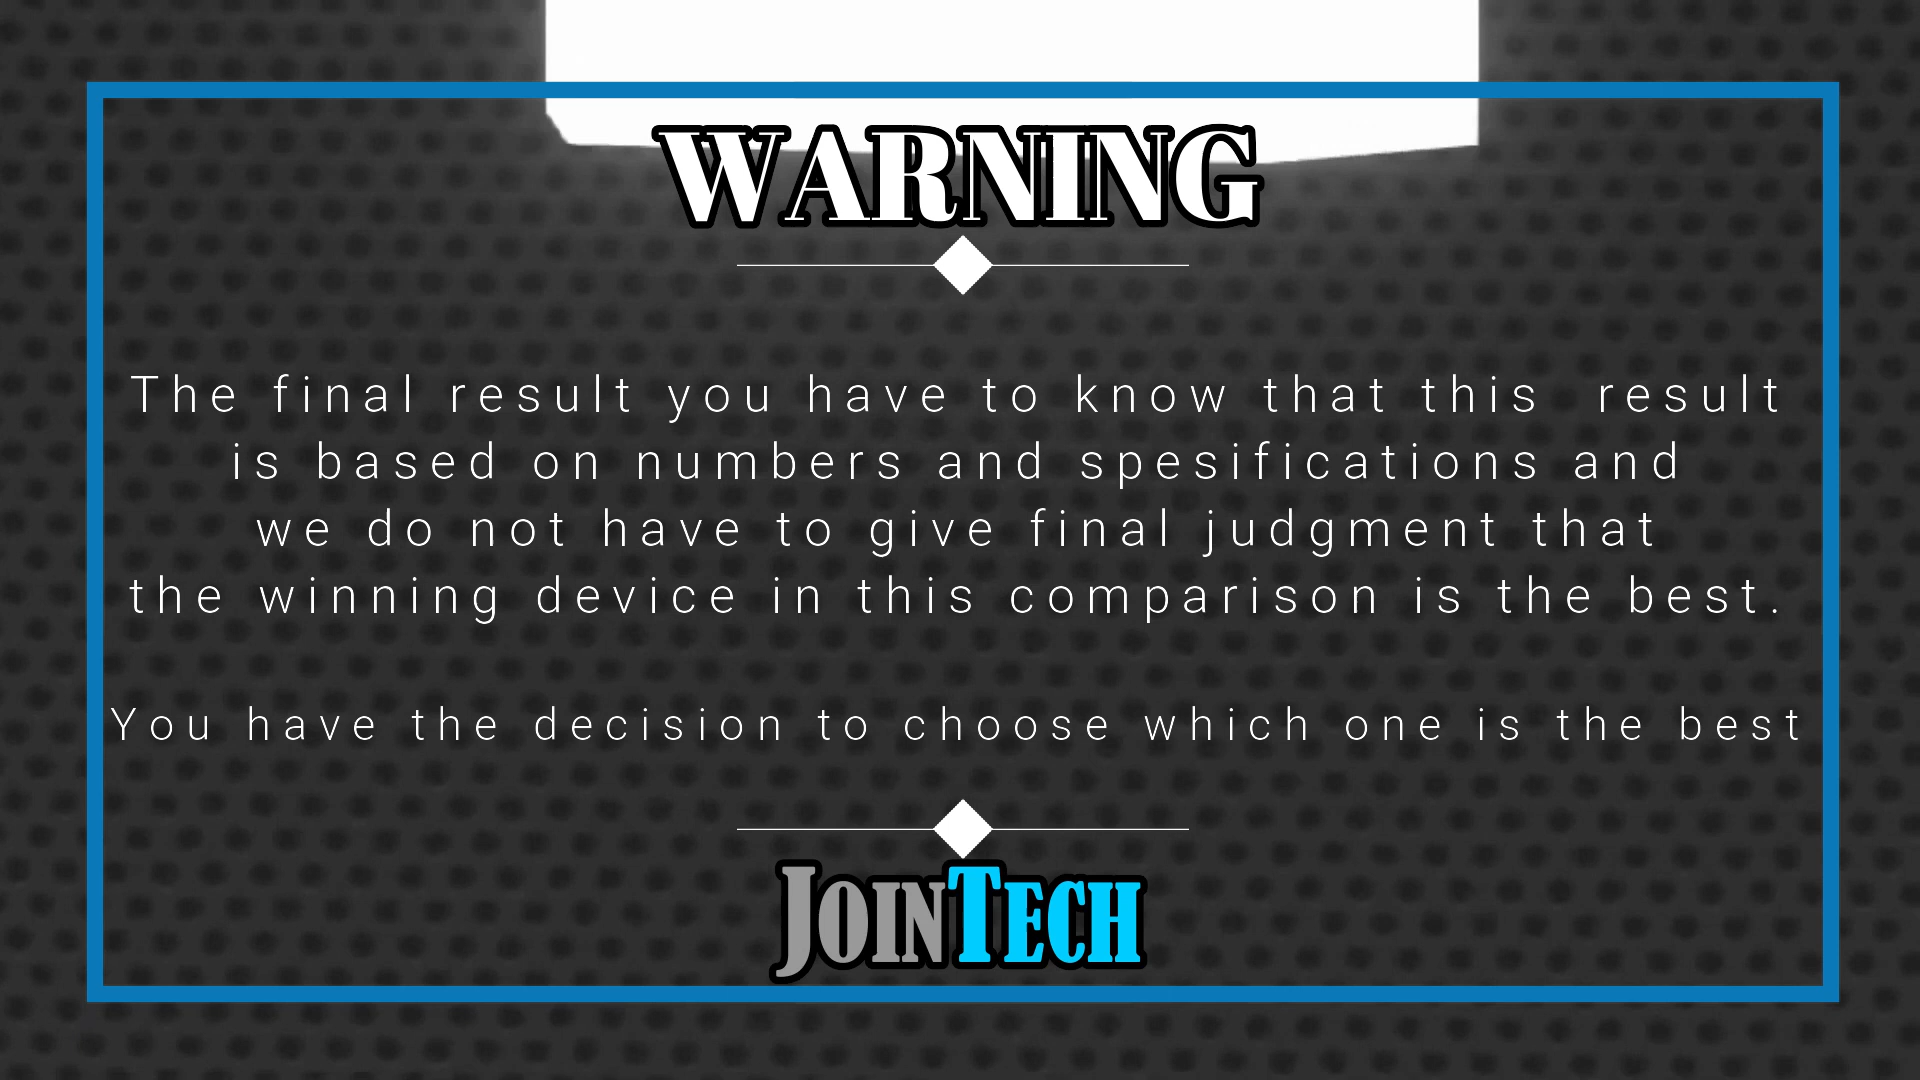 WARNING
The final result you have to know that this result
is based on numbers and spesifications and
we do not have to give final judgment that
the winning device in this comparison is the best.
You have the decision to choose which one is the best
JOINTECH